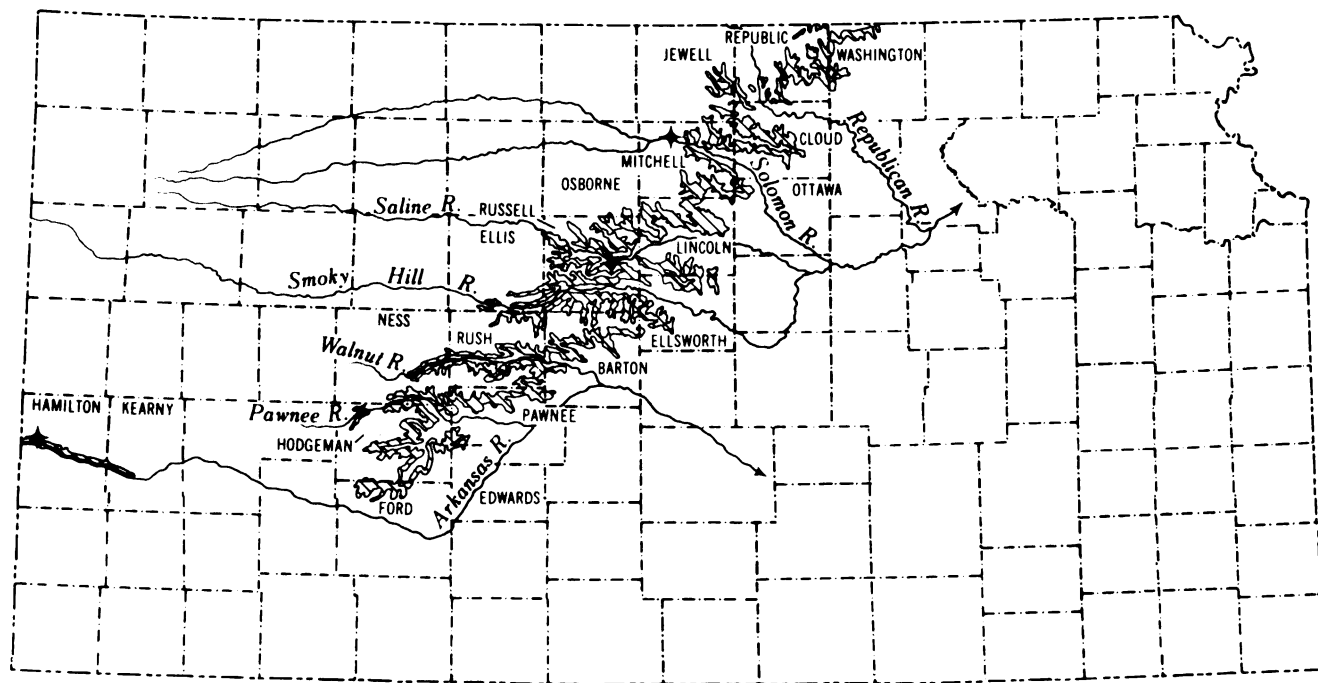 REPUBLIC
JEWELL
WASHINGTON
Republican R.
CLOUD
MITCHELL
Solomon R.
OSBORNE
OTTAWA
Saline R.
RUSSELL
ELLIS
LINCOLN
Smoky Hill R.
NESS
RUSH
ELLSWORTH
Walnut R.
BARTON
HAMILTON
KEARNY
Pawnee R.
PAWNEE
HODGEMAN
Arkansas R.
EDWARDS
FORD